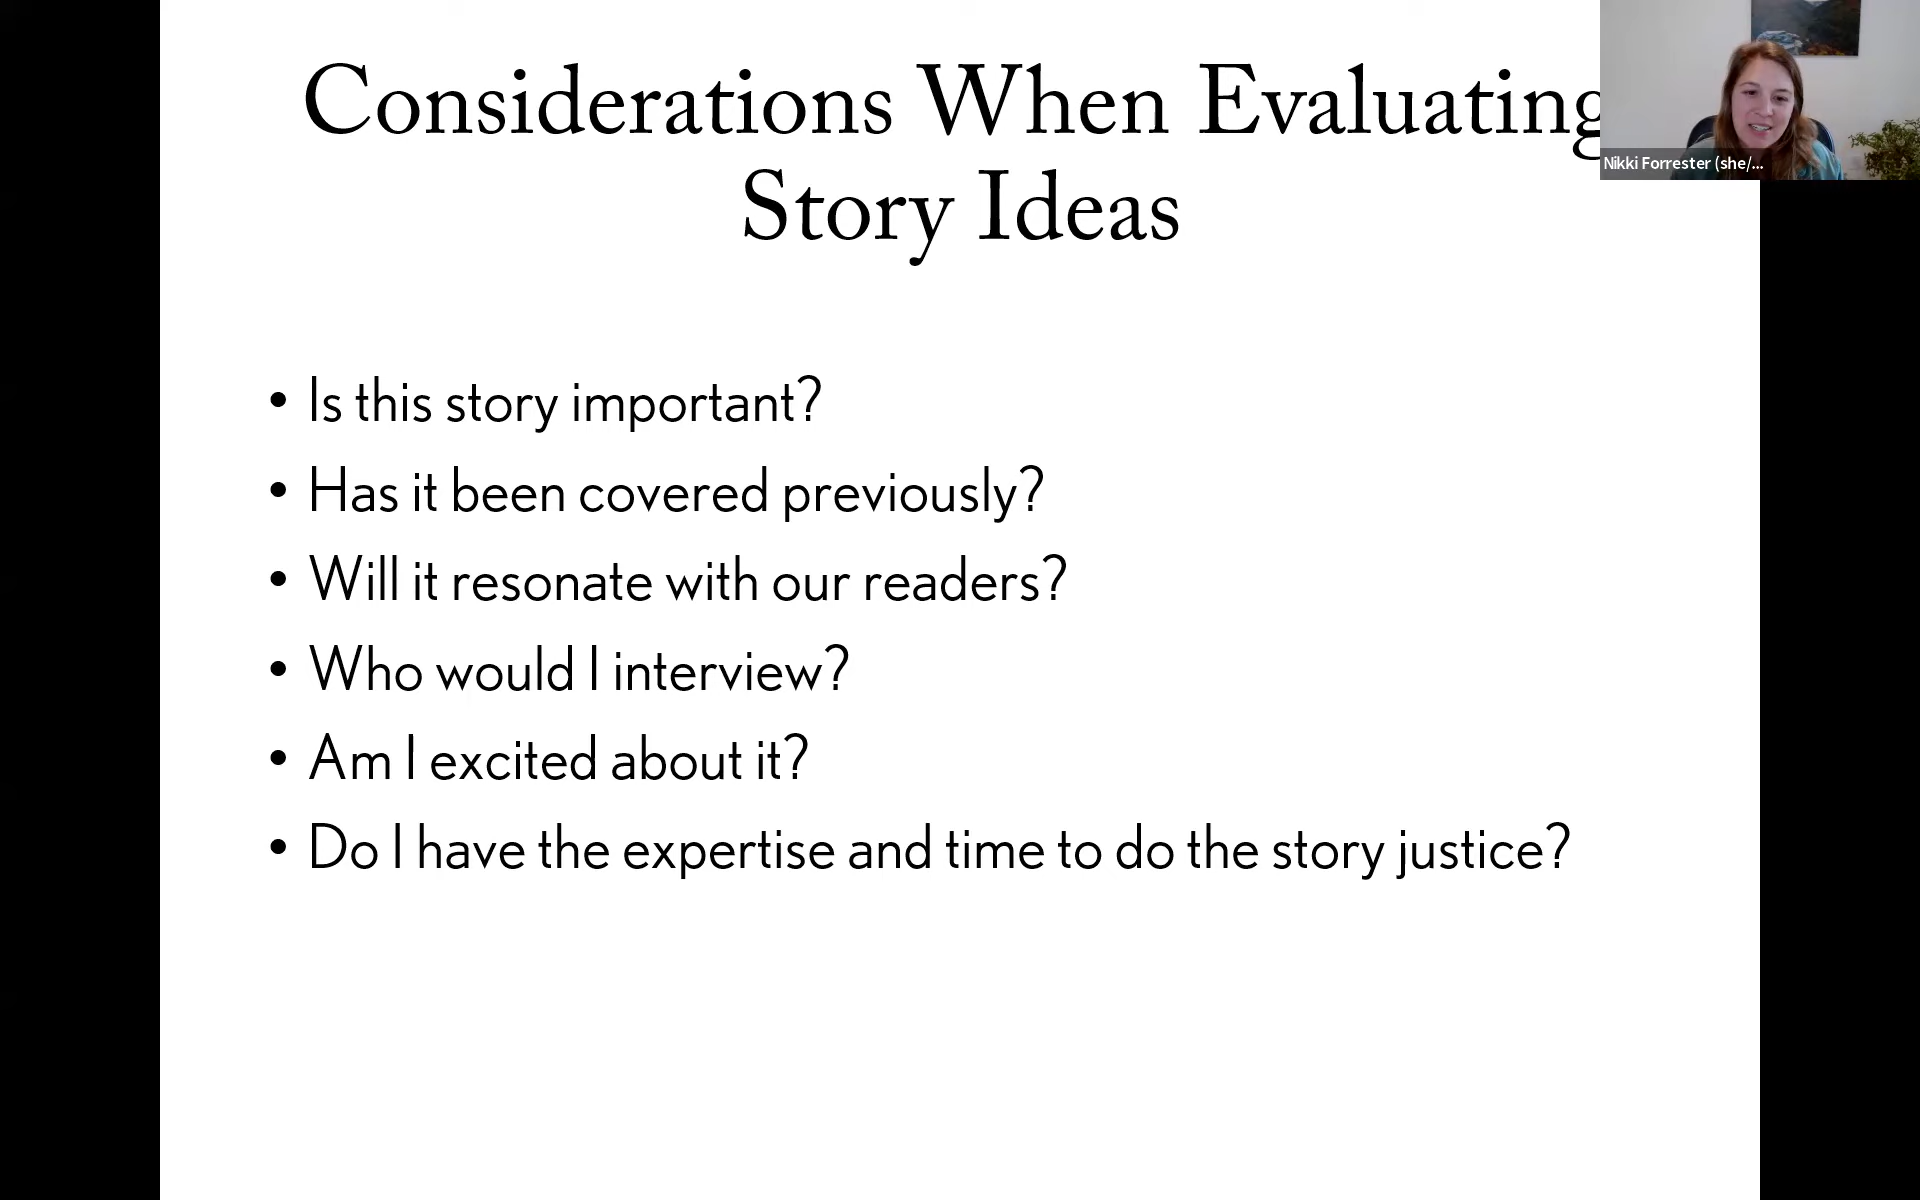 Considerations When Evaluating
Story Ideas
• Is this story important?
• Has it been covered previously?
• Will it resonate with our readers?
• Who would I interview?
• Am I excited about it?
• Do I have the expertise and time to do the story justice?
Nikki Forrester (she/...